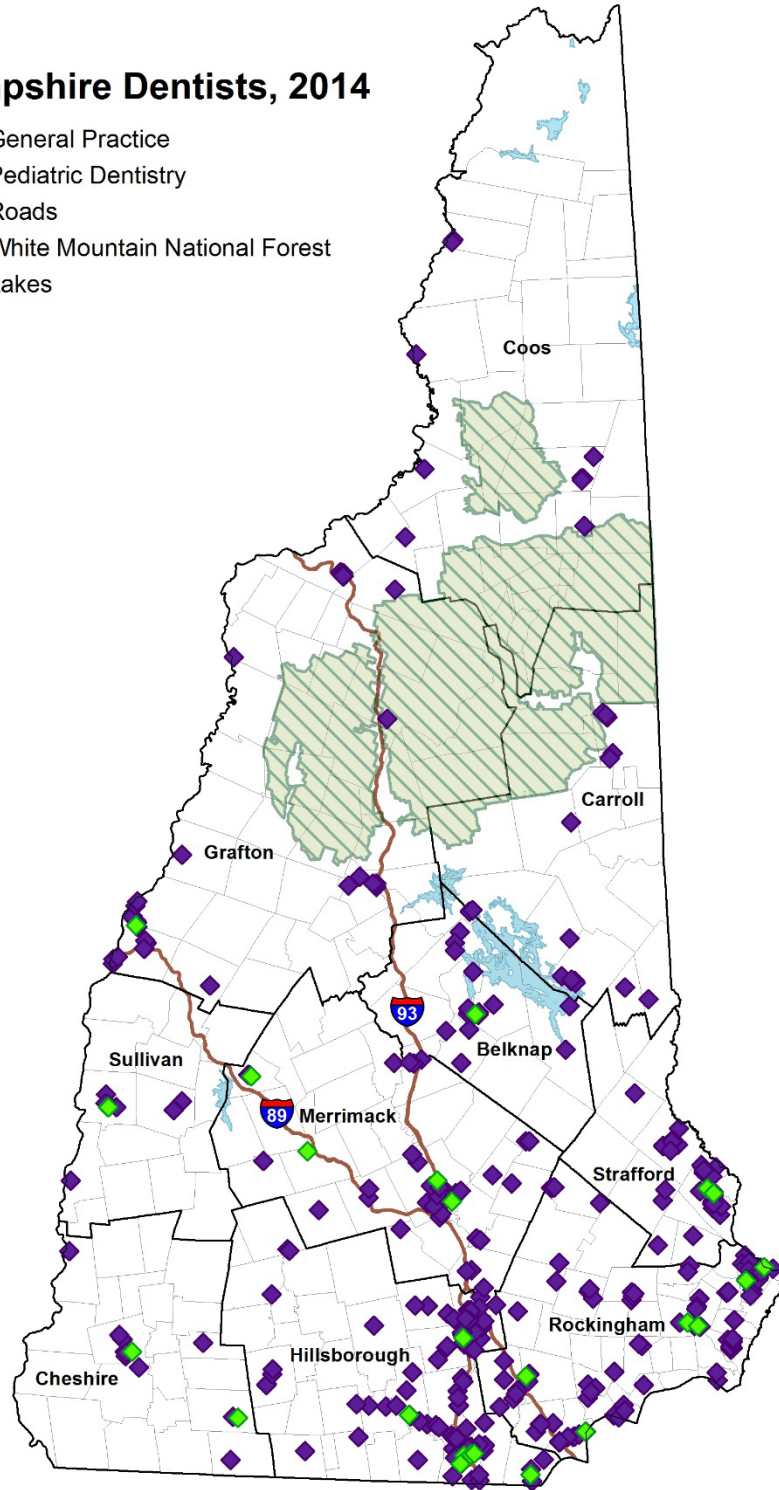 pshire Dentists, 2014
General Practice
Pediatric Dentistry
Roads
White Mountain National Forest
Lakes
Coos
Carroll
Grafton
93
Belknap
Sullivan
89
Merrimack
Strafford
Rockingham
Hillsborough
Cheshire